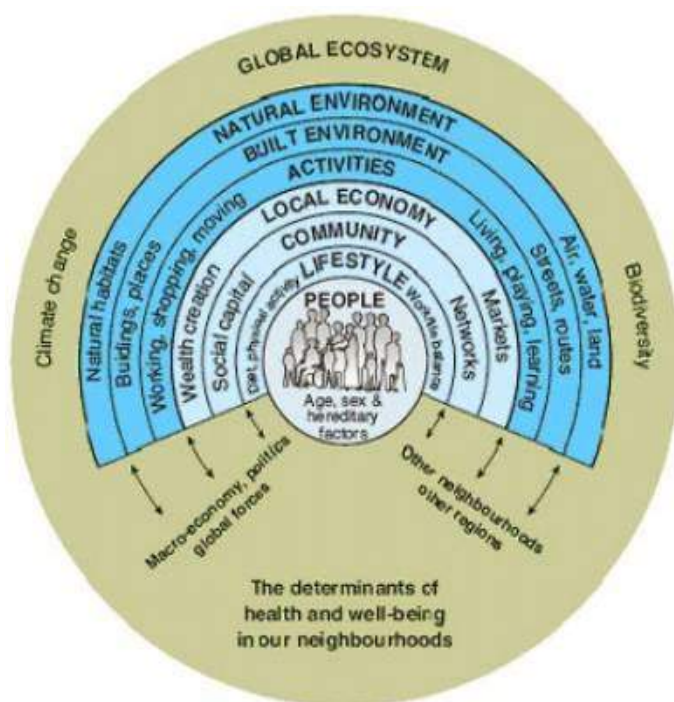 GLOBAL ECOSYSTEM
NATURAL ENVIRONMENT
BUILT ENVIRONMENT
ACTIVITIES
LOCAL ECONOMY
COMMUNITY
LIFESTYLE
PEOPLE
Age, sex &
hereditary
factors
Climate change
Natural habitats
Buidings, places
Working, shopping, moving
Wealth creation
Social capital
Diet, physical activity
Work/life balance
Networks
Markets
Living, playing, learning
Streets, routes
Air, water, land
Biodiversity
Macro-economy, politics
global forces
Other neighbourhoods
other regions
The determinants of
health and well-being
in our neighbourhoods